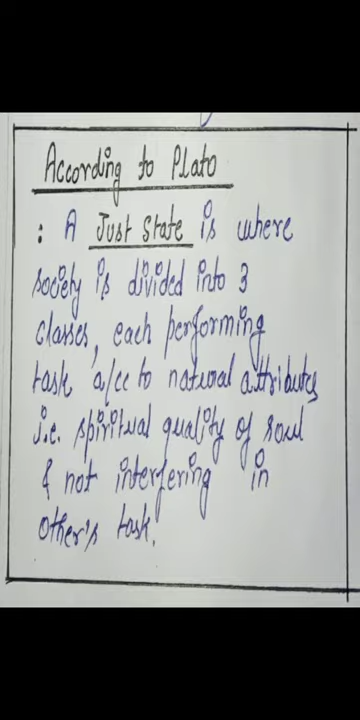 According to Plato
: A Just State is where
society is divided into 3
classes, each performing
task a/cc to natural attributes
i.e. spiritual quality of soul
& not interfering in
other's task.